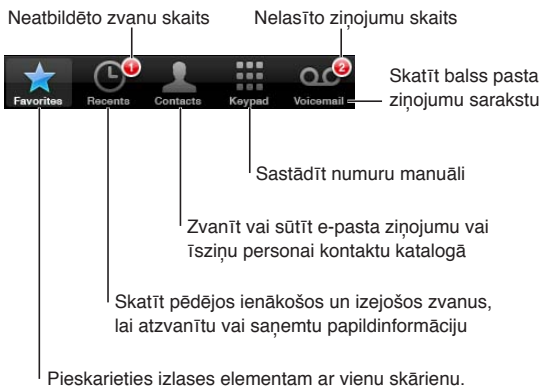 Neatbildēto zvanu skaits
Nelasīto ziņojumu skaits
1
2
Favorites
Recents
Contacts
Keypad
Voicemail
Skatīt balss pasta
ziņojumu sarakstu
Sastādīt numuru manuāli
Zvanīt vai sūtīt e-pasta ziņojumu vai
īsziņu personai kontaktu katalogā
Skatīt pēdējos ienākošos un izejošos zvanus,
lai atzvanītu vai saņemtu papildinformāciju
Pieskarieties izlases elementam ar vienu skārienu.